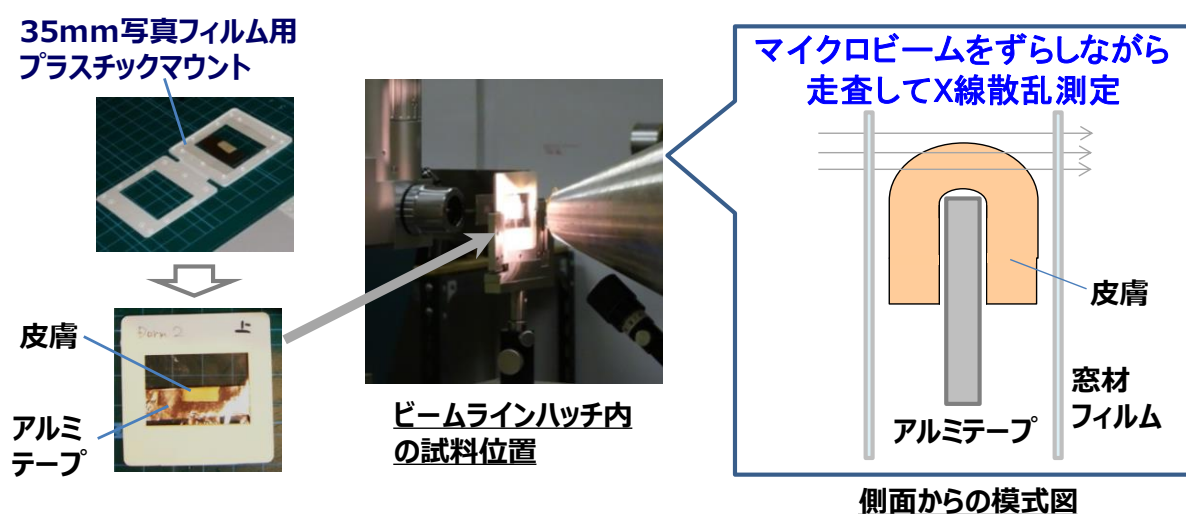 35mm写真フィルム用
プラスチックマウント
マイクロビームをずらしながら
走査してX線散乱測定
皮膚
アルミ
テープ
上
ビームラインハッチ内
の試料位置
皮膚
窓材
フィルム
アルミテープ
側面からの模式図